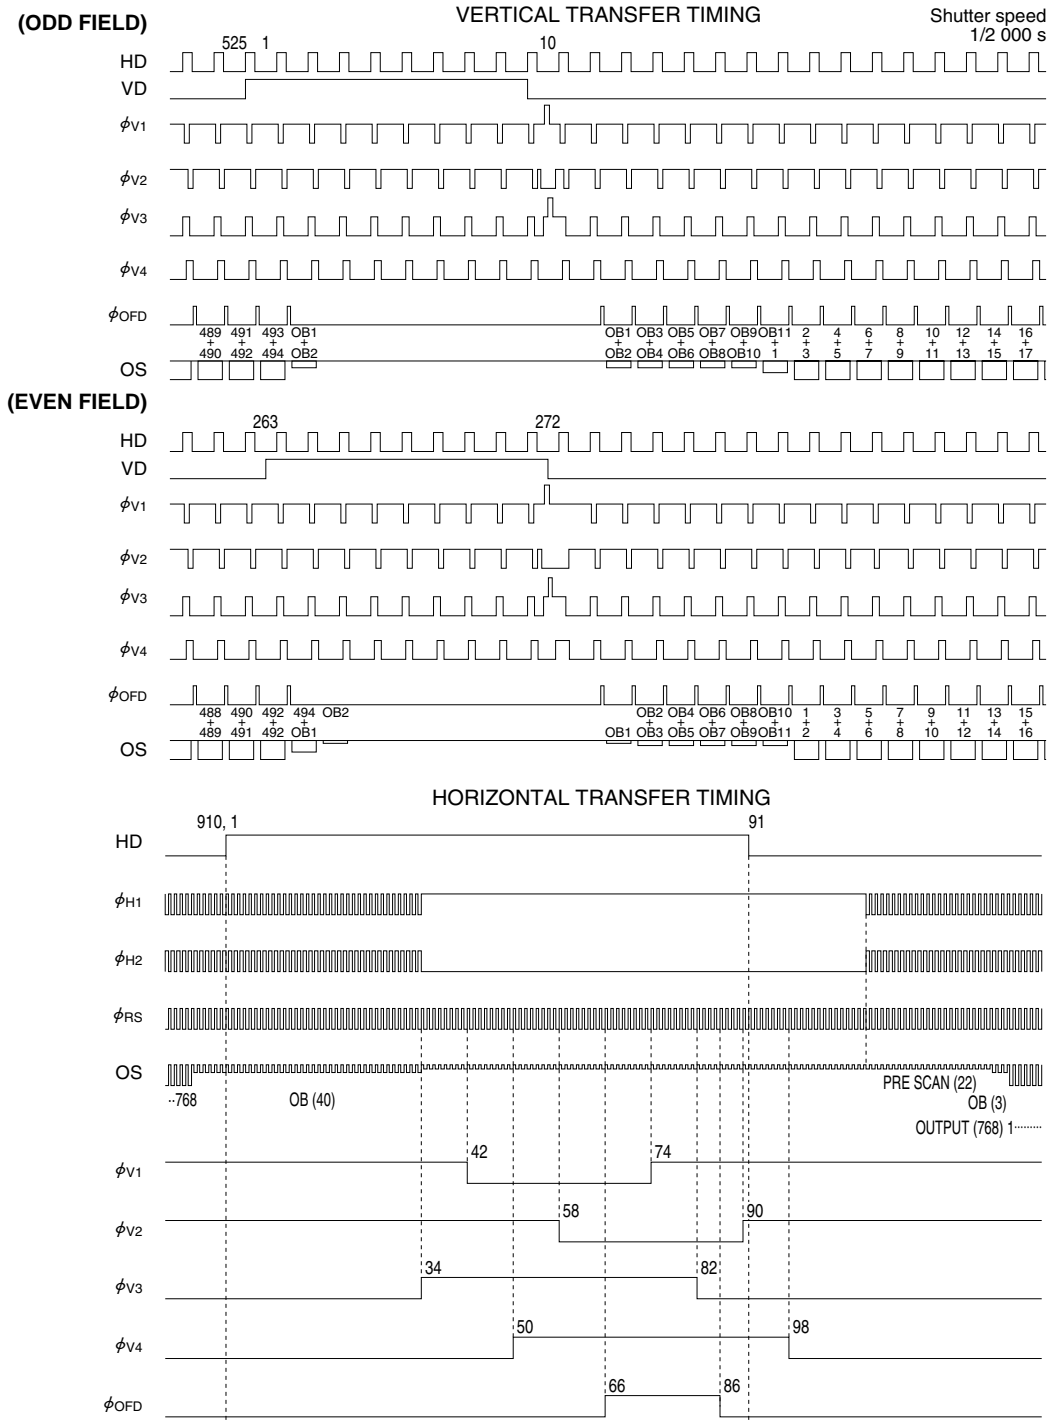 VERTICAL TRANSFER TIMING
(ODD FIELD)
Shutter speed
1/2 000 s
525 1 10
HD
VD
ϕV1
ϕV2
ϕV3
ϕV4
ϕOFD
489 491 493 OB1 OB1 OB3 OB5 OB7 OB9 OB11 2 4 6 8 10 12 14 16
+ + + + + + + + + + + + + + + + + +
490 492 494 OB2 OB2 OB4 OB6 OB8 OB10 1 3 5 7 9 11 13 15 17
OS
(EVEN FIELD)
263 272
HD
VD
ϕV1
ϕV2
ϕV3
ϕV4
ϕOFD
488 490 492 494 OB2 OB2 OB4 OB6 OB8 OB10 1 3 5 7 9 11 13 15
+ + + + + + + + + + + + + + + + +
489 491 492 OB1 OB1 OB3 OB5 OB7 OB9 OB11 2 4 6 8 10 12 14 16
OS
HORIZONTAL TRANSFER TIMING
910, 1 91
HD
ϕH1
ϕH2
ϕRS
OS
PRE SCAN (22)
··768 OB (40) OB (3)
OUTPUT (768) 1·········
42 74
ϕV1
58 90
ϕV2
34 82
ϕV3
50 98
ϕV4
66 86
ϕOFD